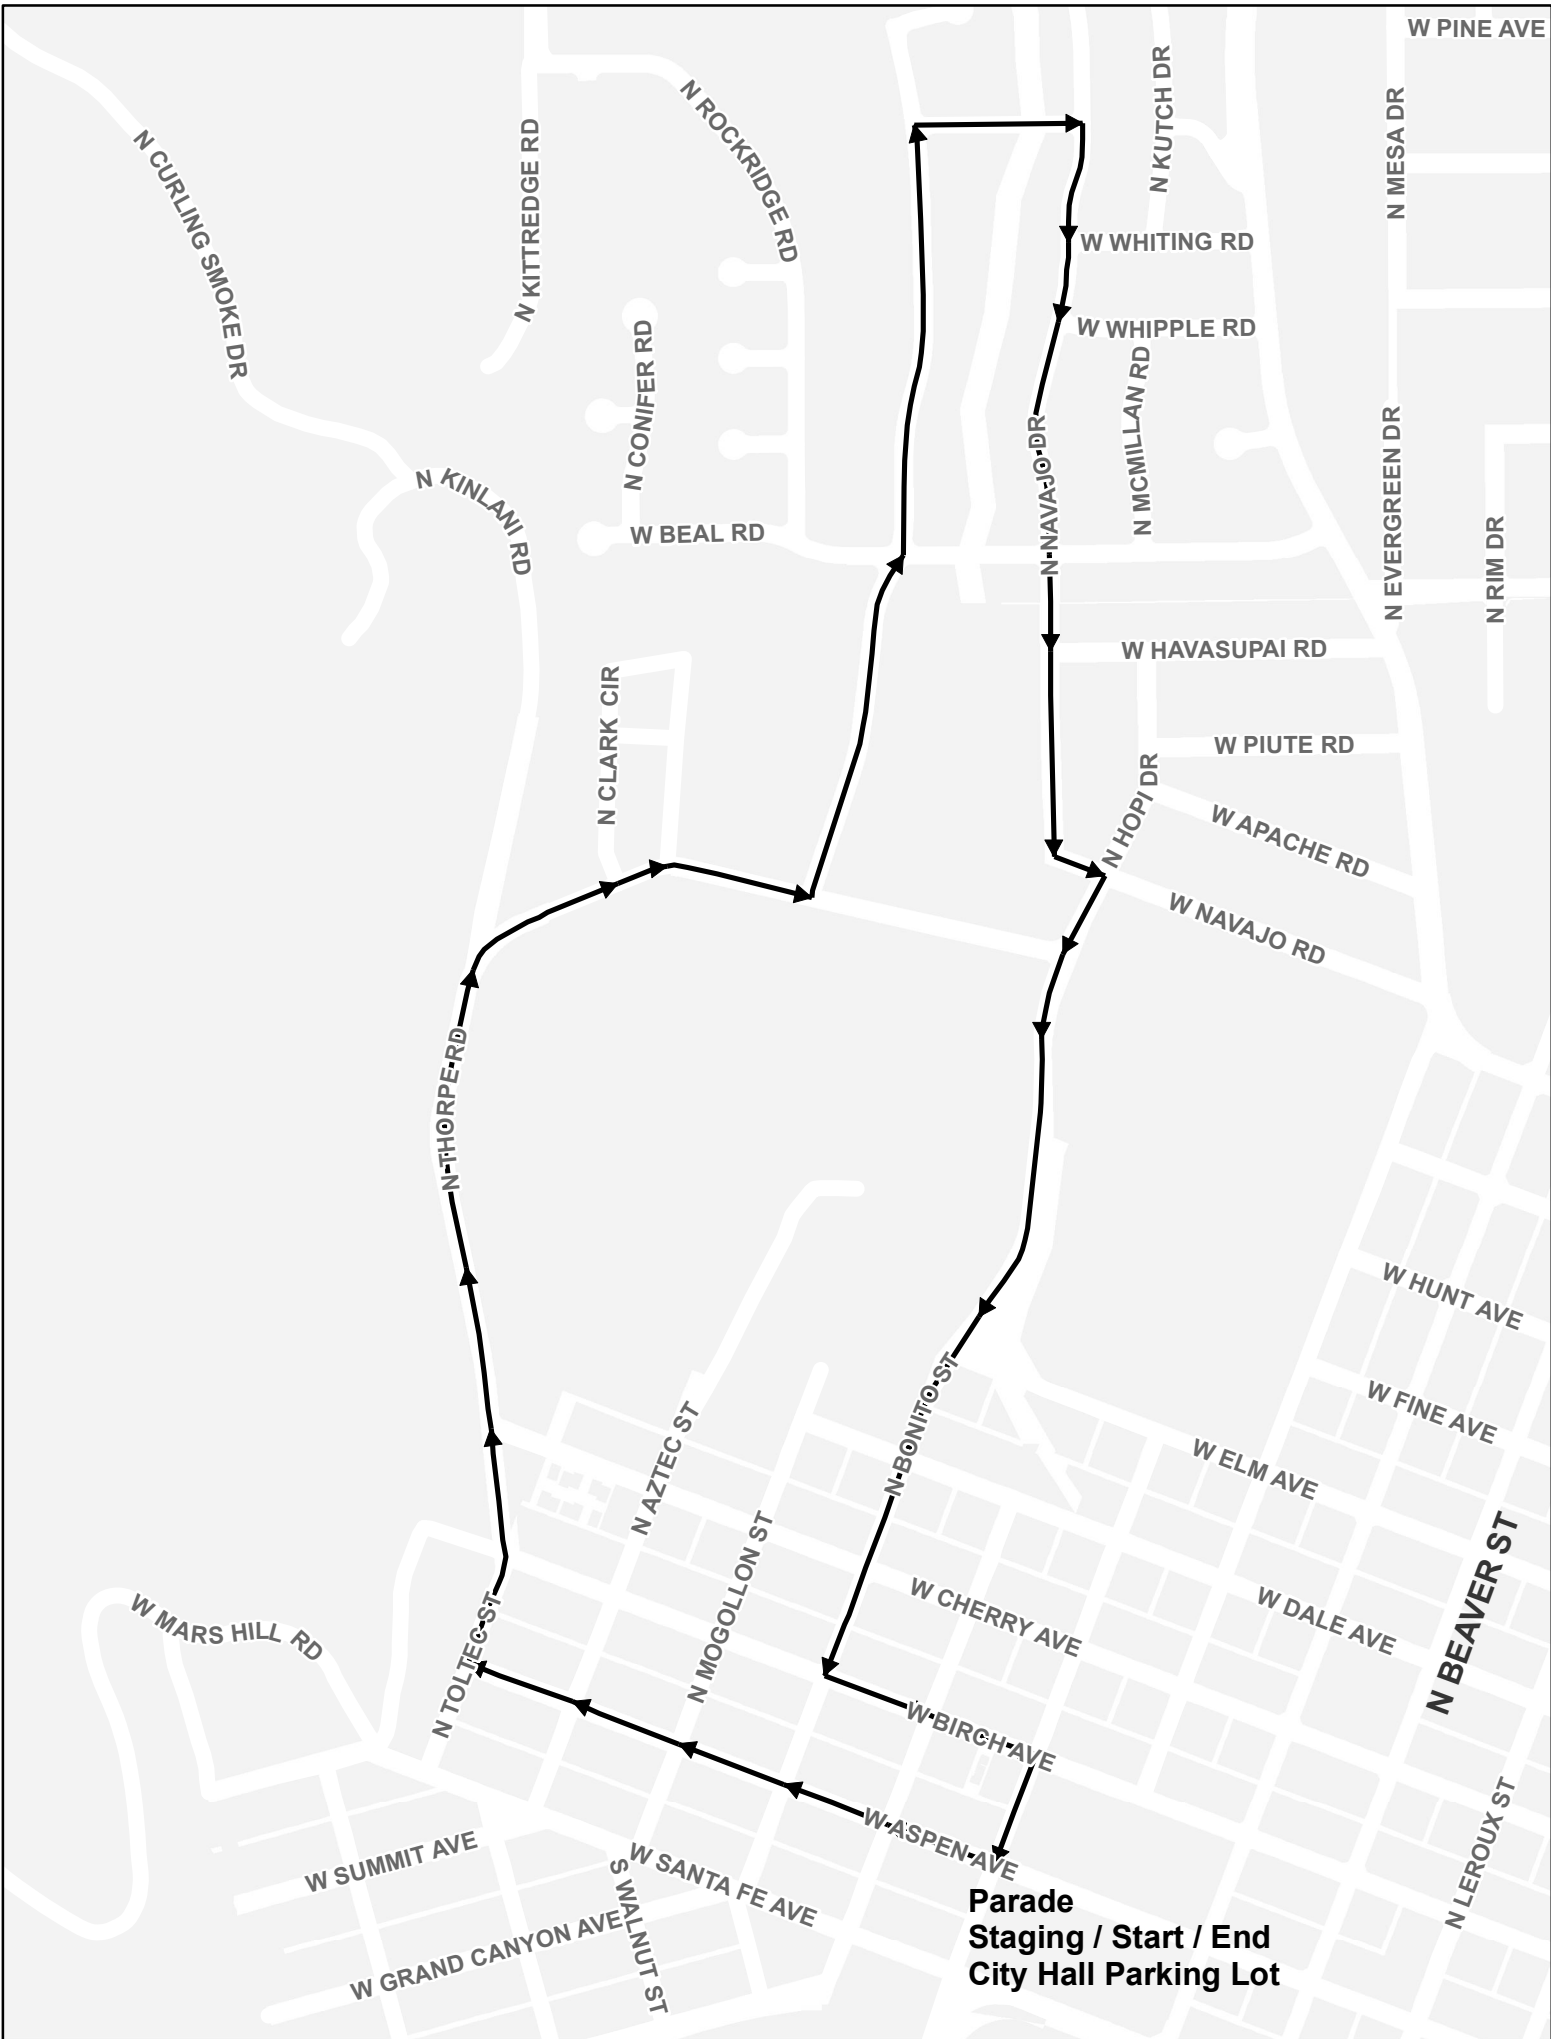 W PINE AVE
N KUTCH DR
N MESA DR
N ROCKRIDGE RD
N KITTREDGE RD
N CURLING SMOKE DR
W WHITING RD
W WHIPPLE RD
N CONIFER RD
N MCMILLAN RD
N NAVAJO DR
N EVERGREEN DR
N KINLANI RD
W BEAL RD
N RIM DR
W HAVASUPAI RD
N CLARK CIR
W PIUTE RD
N HOPI DR
W APACHE RD
W NAVAJO RD
N THORPE RD
W HUNT AVE
W FINE AVE
N BONITO ST
N AZTEC ST
W ELM AVE
N MOGOLLON ST
N BEAVER ST
W CHERRY AVE
W DALE AVE
W MARS HILL RD
N TOLTEC ST
W BIRCH AVE
W ASPEN AVE
N LEROUX ST
W SUMMIT AVE
W SANTA FE AVE
S WALNUT ST
W GRAND CANYON AVE
Parade
Staging / Start / End
City Hall Parking Lot